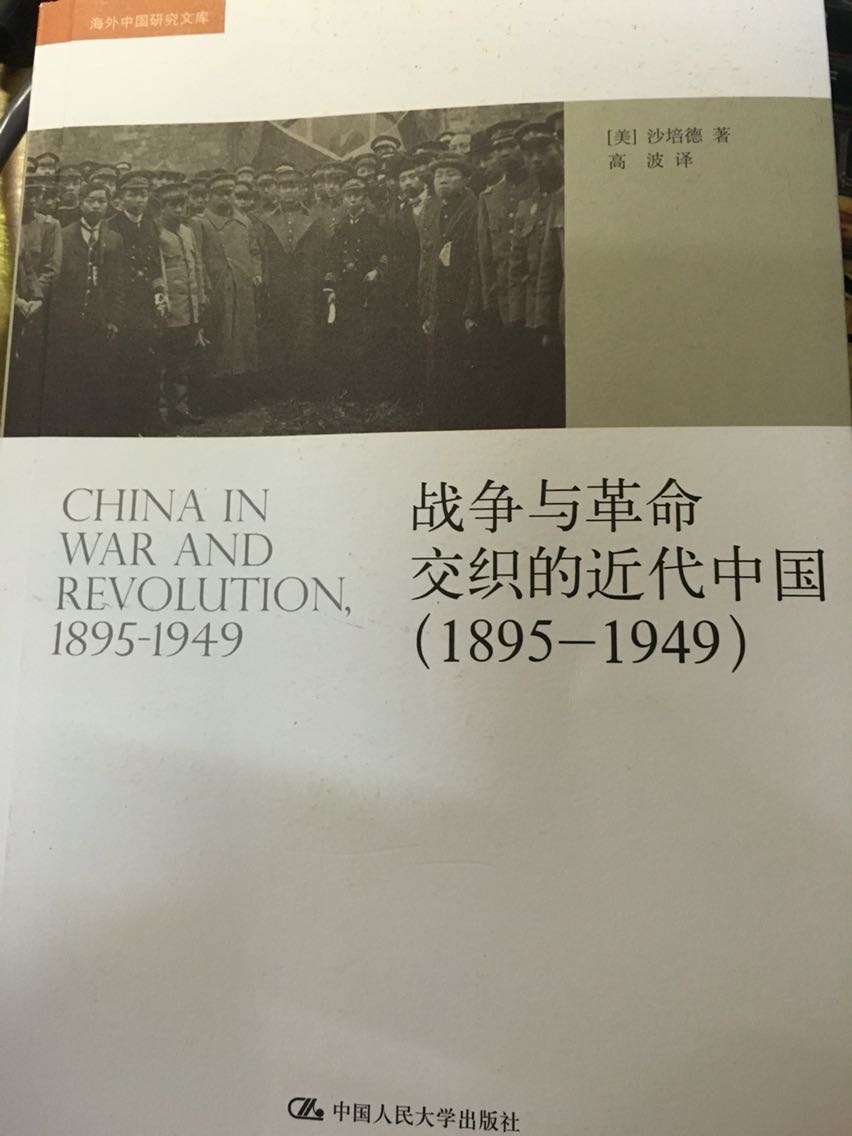 海外中国研究文库
[美] 沙培德 著
高 波 译
CHINA IN
WAR AND
REVOLUTION,
1895-1949
战争与革命
交织的近代中国
(1895—1949)
中国人民大学出版社